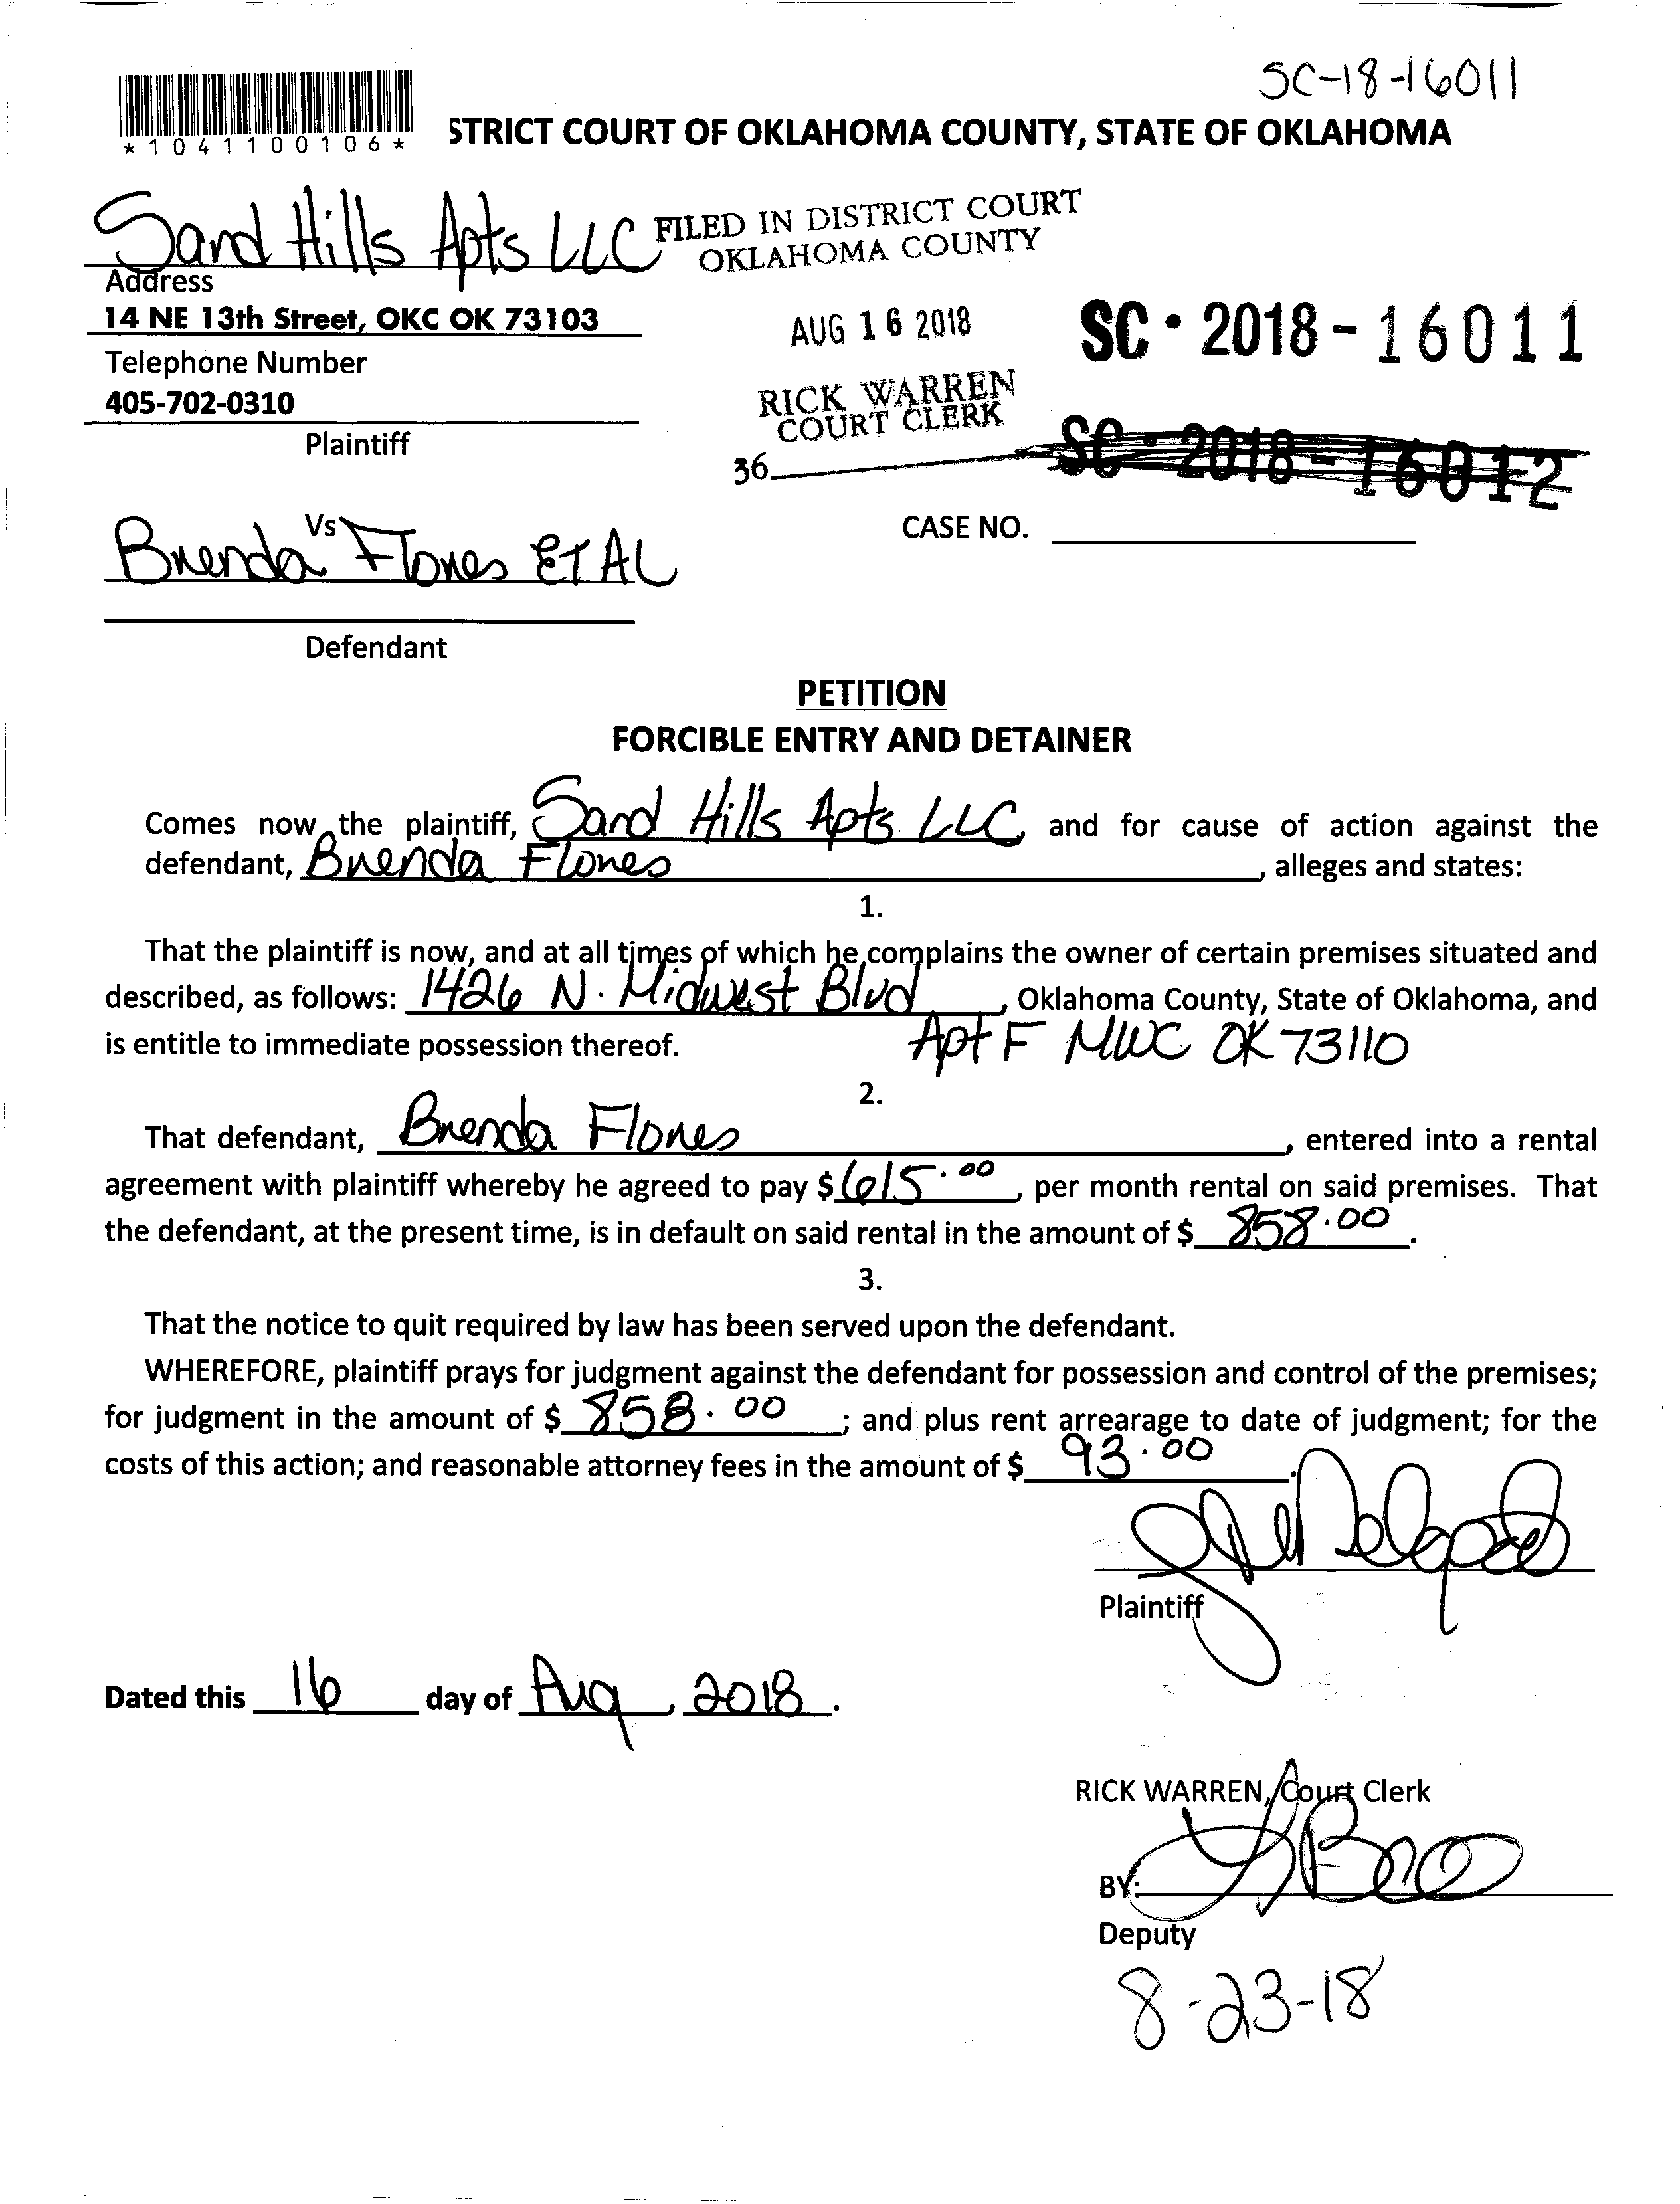 SC-18-16011
*1041100106*
STRICT COURT OF OKLAHOMA COUNTY, STATE OF OKLAHOMA
Sand Hills Apts LLC
FILED IN DISTRICT COURT
OKLAHOMA COUNTY
Address
14 NE 13th Street, OKC OK 73103
AUG 16 2018
SC • 2018 - 16011
Telephone Number
405-702-0310
RICK WARREN
COURT CLERK
Plaintiff
36
SC • 2018 - 16012
Vs
Brenda Flores ET AL
CASE NO.
Defendant
PETITION
FORCIBLE ENTRY AND DETAINER
Comes now the plaintiff, Sand Hills Apts LLC, and for cause of action against the
defendant, Brenda Flores, alleges and states:
1.
That the plaintiff is now, and at all times of which he complains the owner of certain premises situated and
described, as follows: 1426 N. Midwest Blvd, Oklahoma County, State of Oklahoma, and
is entitle to immediate possession thereof. Apt F MWC OK 73110
2.
That defendant, Brenda Flores, entered into a rental
agreement with plaintiff whereby he agreed to pay $615.00, per month rental on said premises. That
the defendant, at the present time, is in default on said rental in the amount of $ 858.00.
3.
That the notice to quit required by law has been served upon the defendant.
WHEREFORE, plaintiff prays for judgment against the defendant for possession and control of the premises;
for judgment in the amount of $ 858.00; and plus rent arrearage to date of judgment; for the
costs of this action; and reasonable attorney fees in the amount of $ 93.00.
Plaintiff
Dated this 16 day of Aug, 2018.
RICK WARREN, Court Clerk
BY:
Deputy
8-23-18